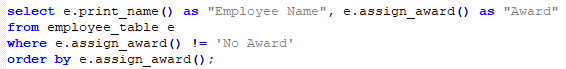 select e.print_name() as "Employee Name", e.assign_award() as "Award"
from employee_table e
where e.assign_award() != 'No Award'
order by e.assign_award();